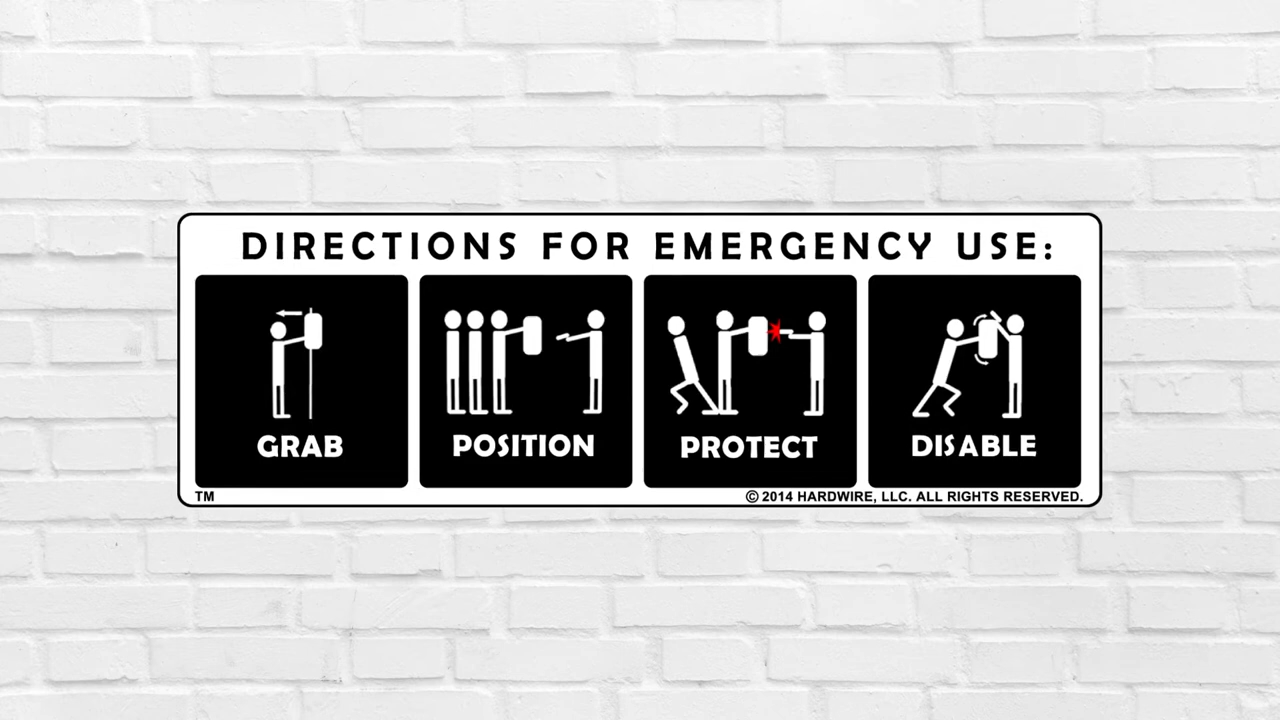 DIRECTIONS FOR EMERGENCY USE:
GRAB
POSITION
PROTECT
DISABLE
TM
© 2014 HARDWIRE, LLC. ALL RIGHTS RESERVED.